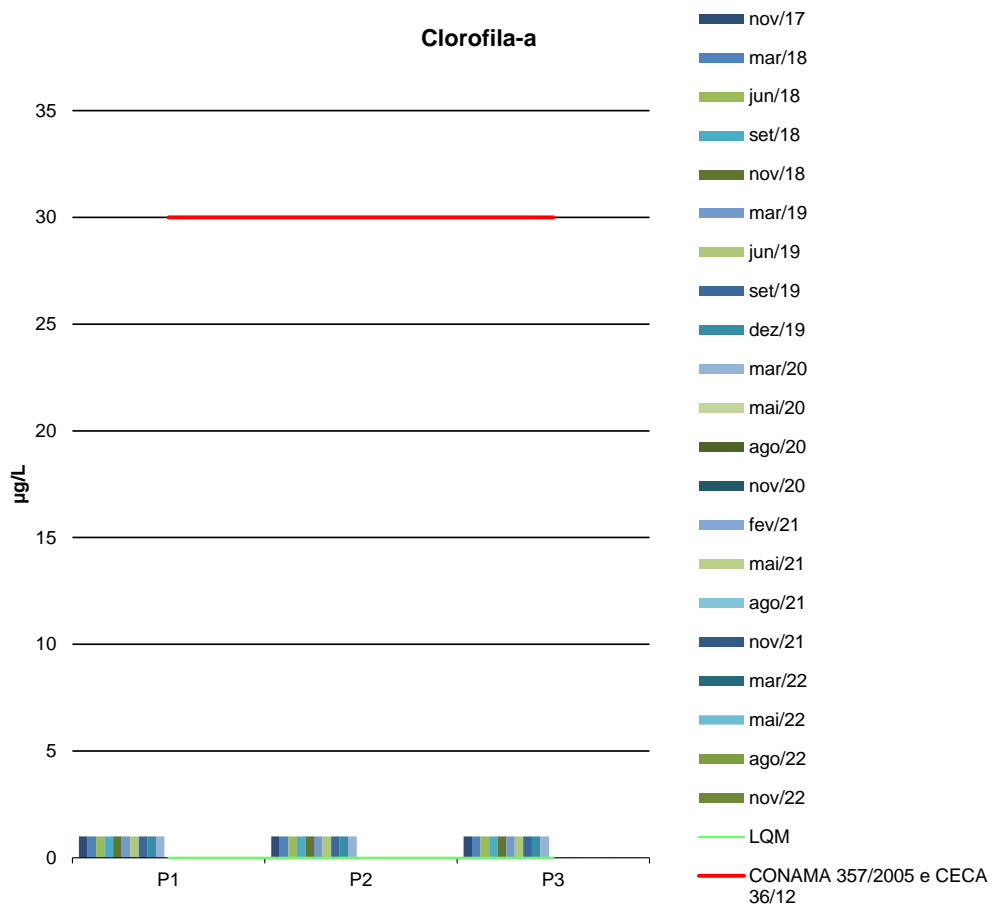 Clorofila-a
35
30
25
20
15
10
5
0
µg/L
P1
P2
P3
nov/17
mar/18
jun/18
set/18
nov/18
mar/19
jun/19
set/19
dez/19
mar/20
mai/20
ago/20
nov/20
fev/21
mai/21
ago/21
nov/21
mar/22
mai/22
ago/22
nov/22
LQM
CONAMA 357/2005 e CECA
36/12